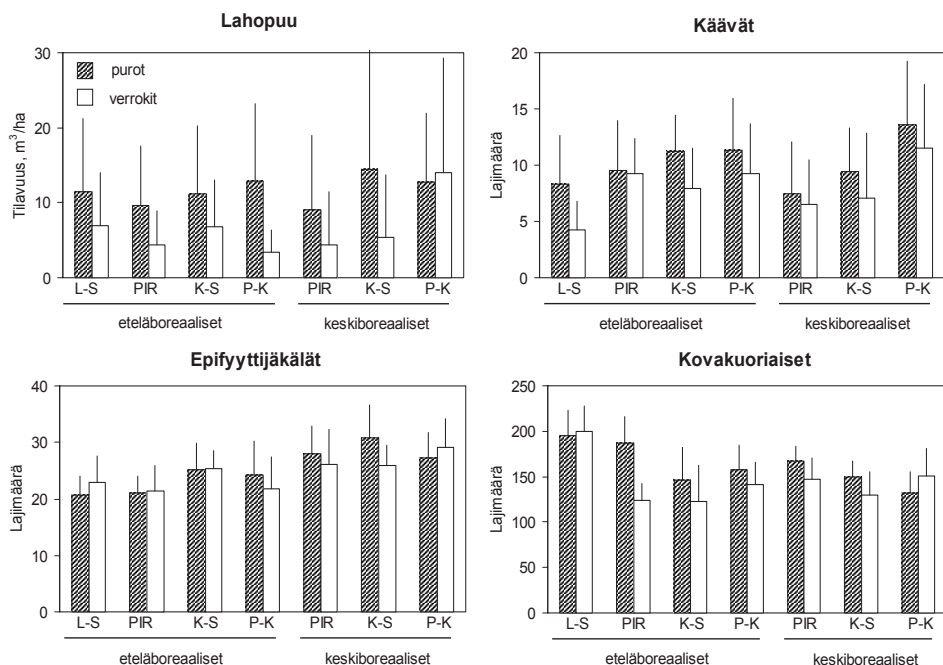 Lahopuu
30
20
10
0
Tilavuus, m³/ha
purot
verrokit
L-S PIR K-S P-K PIR K-S P-K
eteläboreaaliset keskiboreaaliset
Käävät
20
15
10
5
0
Lajimäärä
L-S PIR K-S P-K PIR K-S P-K
eteläboreaaliset keskiboreaaliset
Epifyyttijäkälät
40
30
20
10
0
Lajimäärä
L-S PIR K-S P-K PIR K-S P-K
eteläboreaaliset keskiboreaaliset
Kovakuoriaiset
250
200
150
100
50
0
Lajimäärä
L-S PIR K-S P-K PIR K-S P-K
eteläboreaaliset keskiboreaaliset